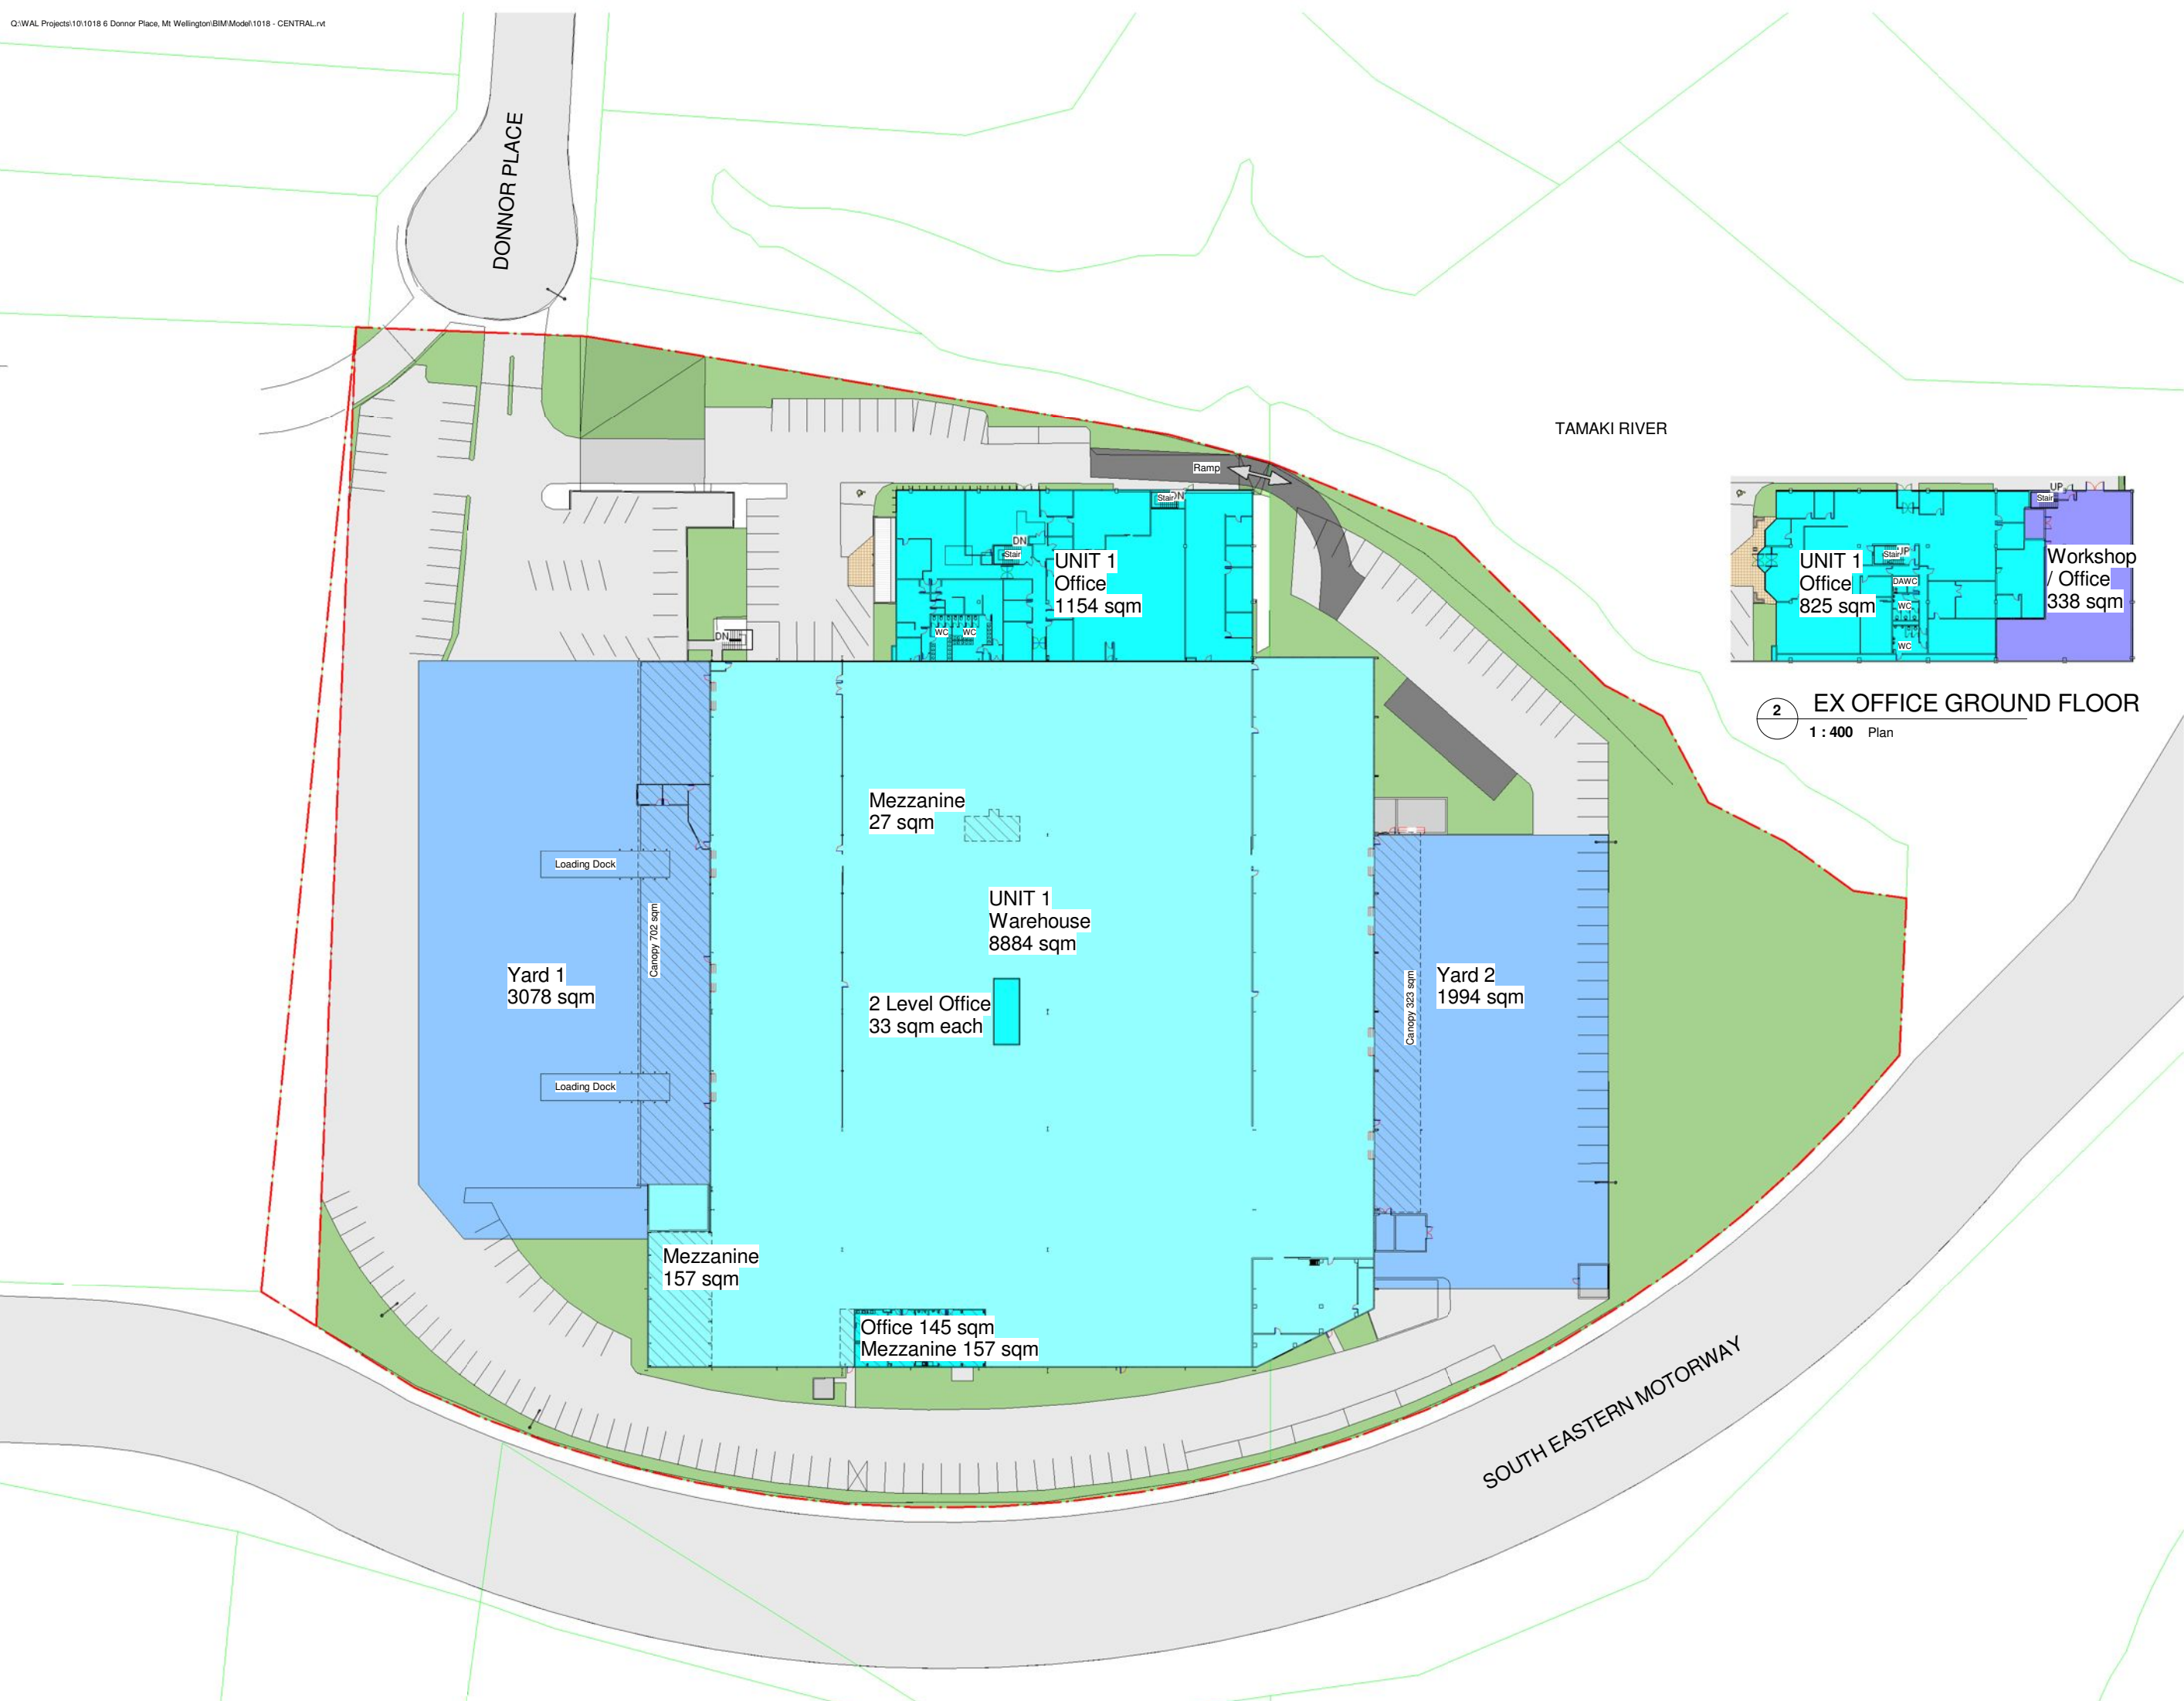 Q:\WAL Projects\10\1018 6 Donnor Place, Mt Wellington\BIM\Model\1018 - CENTRAL.rvt
DONNOR PLACE
TAMAKI RIVER
Ramp
Stair
DN
DN
Stair
UNIT 1
Office
1154 sqm
WC
WC
DN
UP
Stair
Stair
UP
UNIT 1
Office
825 sqm
DAWC
WC
WC
Workshop
/ Office
338 sqm
2
EX OFFICE GROUND FLOOR
1 : 400 Plan
Mezzanine
27 sqm
Loading Dock
Canopy 702 sqm
UNIT 1
Warehouse
8884 sqm
Yard 1
3078 sqm
2 Level Office
33 sqm each
Canopy 323 sqm
Yard 2
1994 sqm
Loading Dock
Mezzanine
157 sqm
Office 145 sqm
Mezzanine 157 sqm
SOUTH EASTERN MOTORWAY